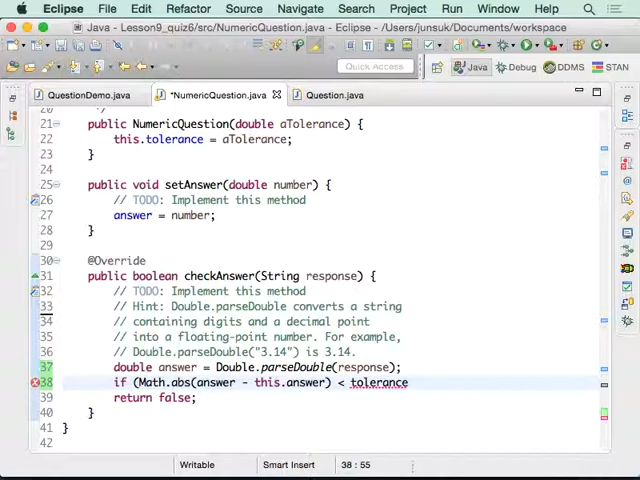 Eclipse File Edit Refactor Source Navigate Search Project Run Window Help
Java - Lesson9_quiz6/src/NumericQuestion.java - Eclipse - /Users/junsuk/Documents/workspace
Quick Access Java Debug DDMS STAN
QuestionDemo.java *NumericQuestion.java Question.java
20 */
21 public NumericQuestion(double aTolerance) {
22 this.tolerance = aTolerance;
23 }
24
25 public void setAnswer(double number) {
26 // TODO: Implement this method
27 answer = number;
28 }
29
30 @Override
31 public boolean checkAnswer(String response) {
32 // TODO: Implement this method
33 // Hint: Double.parseDouble converts a string
34 // containing digits and a decimal point
35 // into a floating-point number. For example,
36 // Double.parseDouble("3.14") is 3.14.
37 double answer = Double.parseDouble(response);
38 if (Math.abs(answer - this.answer) < tolerance
39 return false;
40 }
41 }
42
Writable Smart Insert 38 : 55